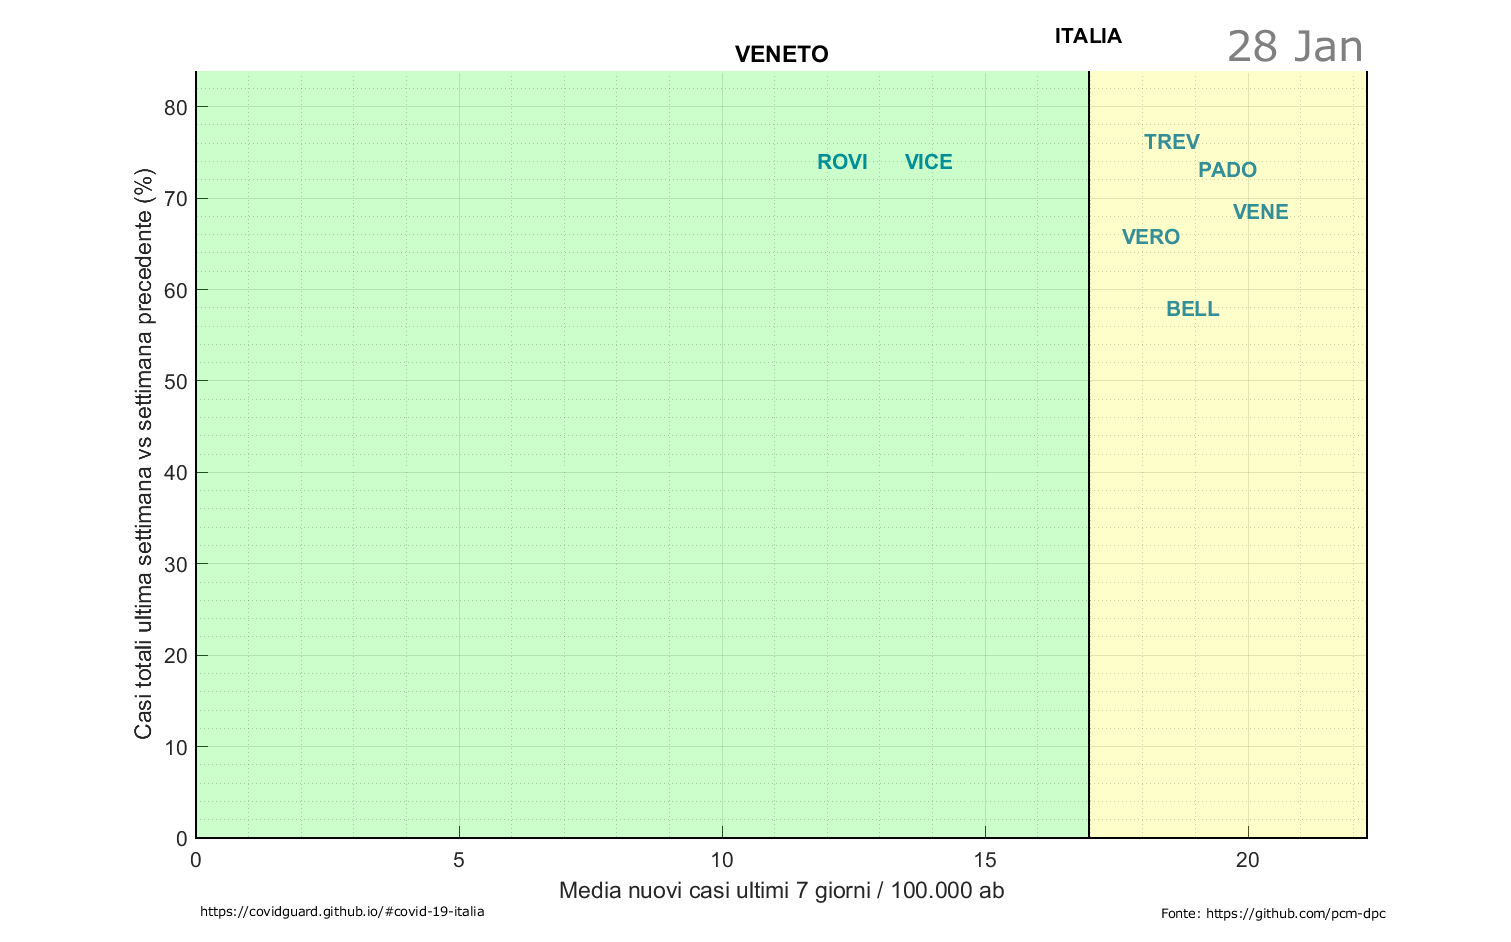 ITALIA
28 Jan
VENETO
80
70
60
50
40
30
20
10
0
Casi totali ultima settimana vs settimana precedente (%)
TREV
ROVI VICE
PADO
VENE
VERO
BELL
0 5 10 15 20
Media nuovi casi ultimi 7 giorni / 100.000 ab
https://covidguard.github.io/#covid-19-italia
Fonte: https://github.com/pcm-dpc